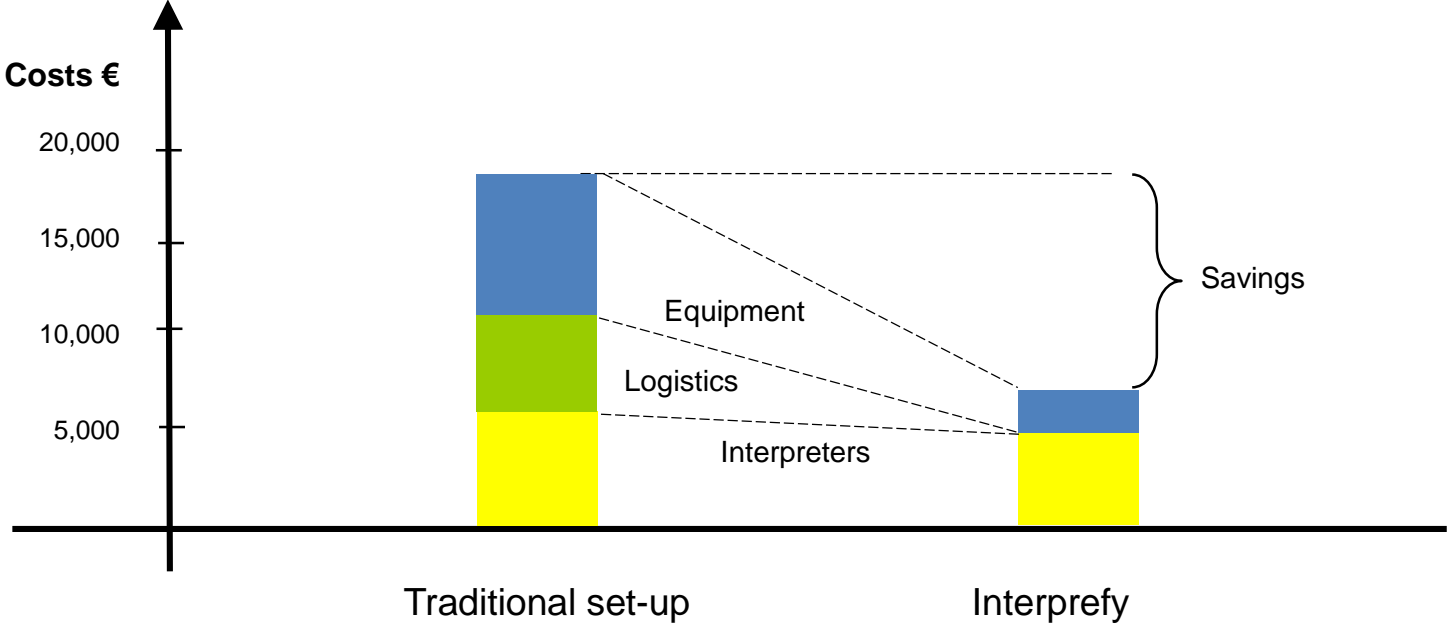 Costs €
20,000
15,000
10,000
5,000
Equipment
Logistics
Interpreters
Savings
Traditional set-up
Interprefy